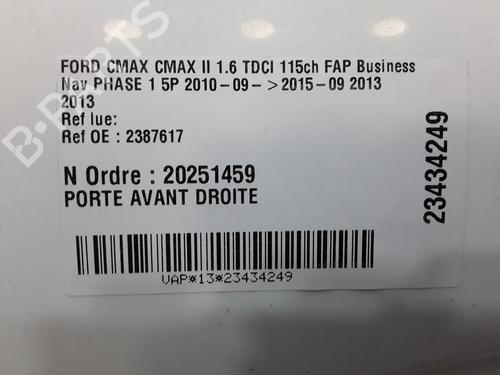 FORD CMAX CMAX II 1.6 TDCI 115ch FAP Business
Nav PHASE 1 5P 2010-09-> 2015-09 2013
2013
Ref lue:
Ref OE : 2387617
N Ordre : 20251459
PORTE AVANT DROITE
VAP*13*23434249
23434249